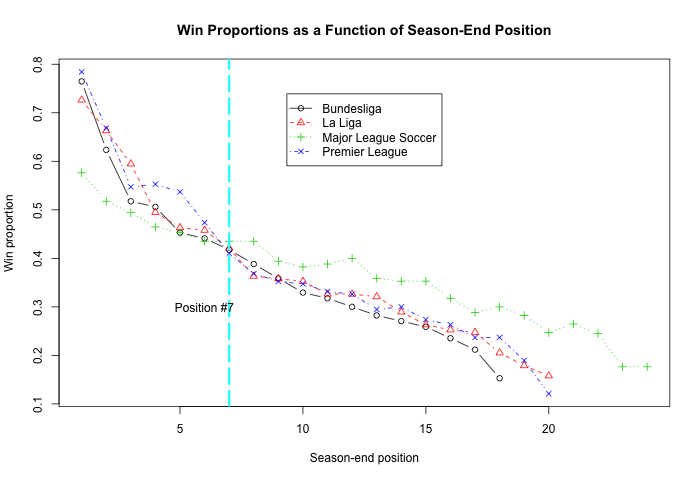 Win Proportions as a Function of Season-End Position
Win proportion
0.8
0.7
0.6
0.5
0.4
0.3
0.2
0.1
Bundesliga
La Liga
Major League Soccer
Premier League
Position #7
5
10
15
20
Season-end position